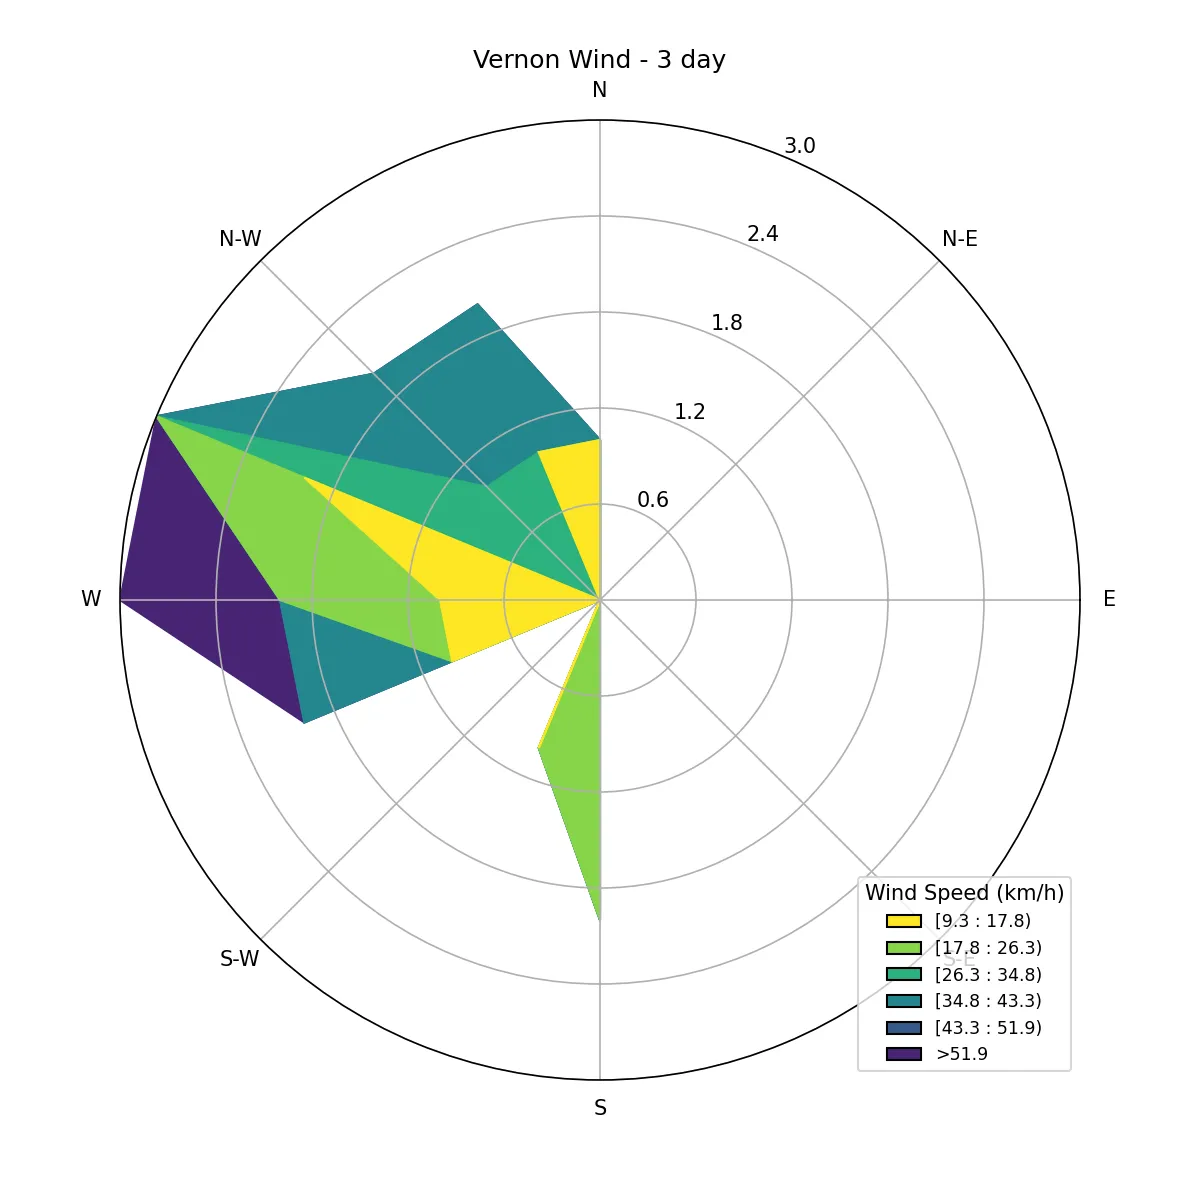 Vernon Wind - 3 day
N
3.0
2.4
N-W
N-E
1.8
1.2
0.6
W
E
Wind Speed (km/h)
[9.3 : 17.8)
[17.8 : 26.3)
S-W
S-E
[26.3 : 34.8)
[34.8 : 43.3)
[43.3 : 51.9)
>51.9
S